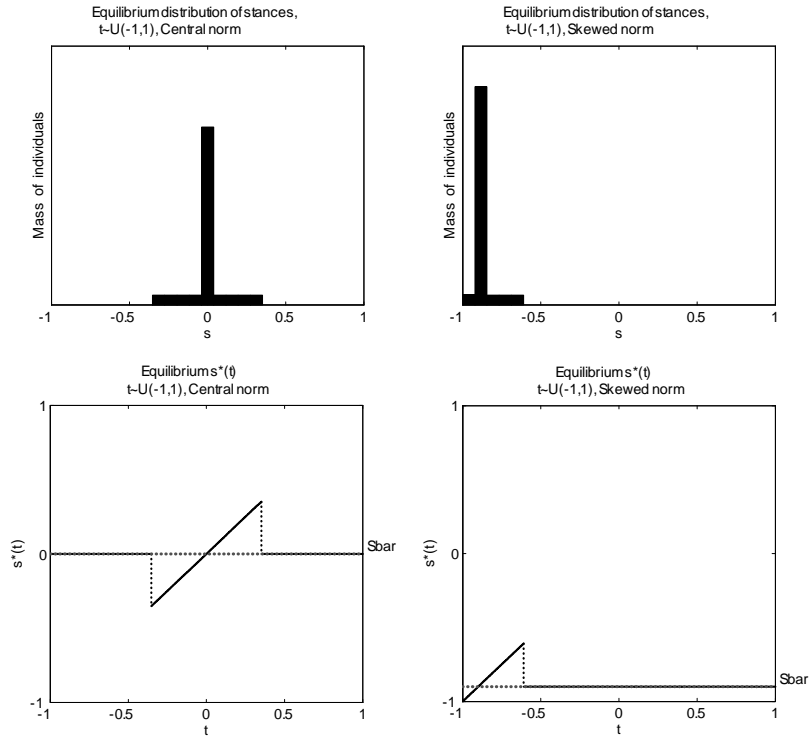 Equilibrium distribution of stances,
t~U(-1,1), Central norm
Mass of individuals
-1 -0.5 0 0.5 1
s
Equilibrium distribution of stances,
t~U(-1,1), Skewed norm
Mass of individuals
-1 -0.5 0 0.5 1
s
Equilibrium s*(t)
t~U(-1,1), Central norm
1
0
-1
s*(t)
Sbar
-1 -0.5 0 0.5 1
t
Equilibrium s*(t)
t~U(-1,1), Skewed norm
1
0
-1
s*(t)
Sbar
-1 -0.5 0 0.5 1
t